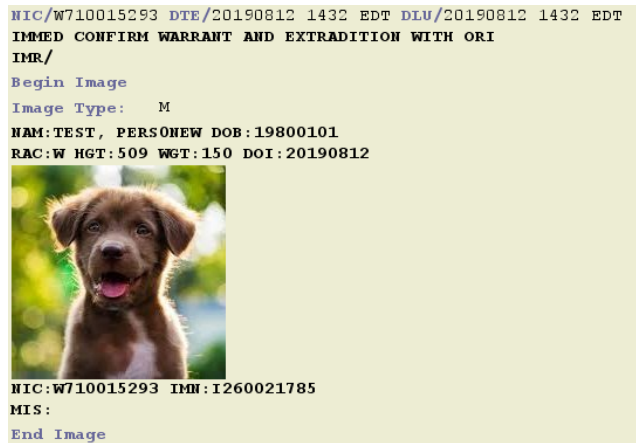 NIC/W710015293 DTE/20190812 1432 EDT DLU/20190812 1432 EDT
IMMED CONFIRM WARRANT AND EXTRADITION WITH ORI
IMR/
Begin Image
Image Type: M
NAM:TEST, PERSONEW DOB:19800101
RAC:W HGT:509 WGT:150 DOI:20190812
NIC:W710015293 IMN:I260021785
MIS:
End Image